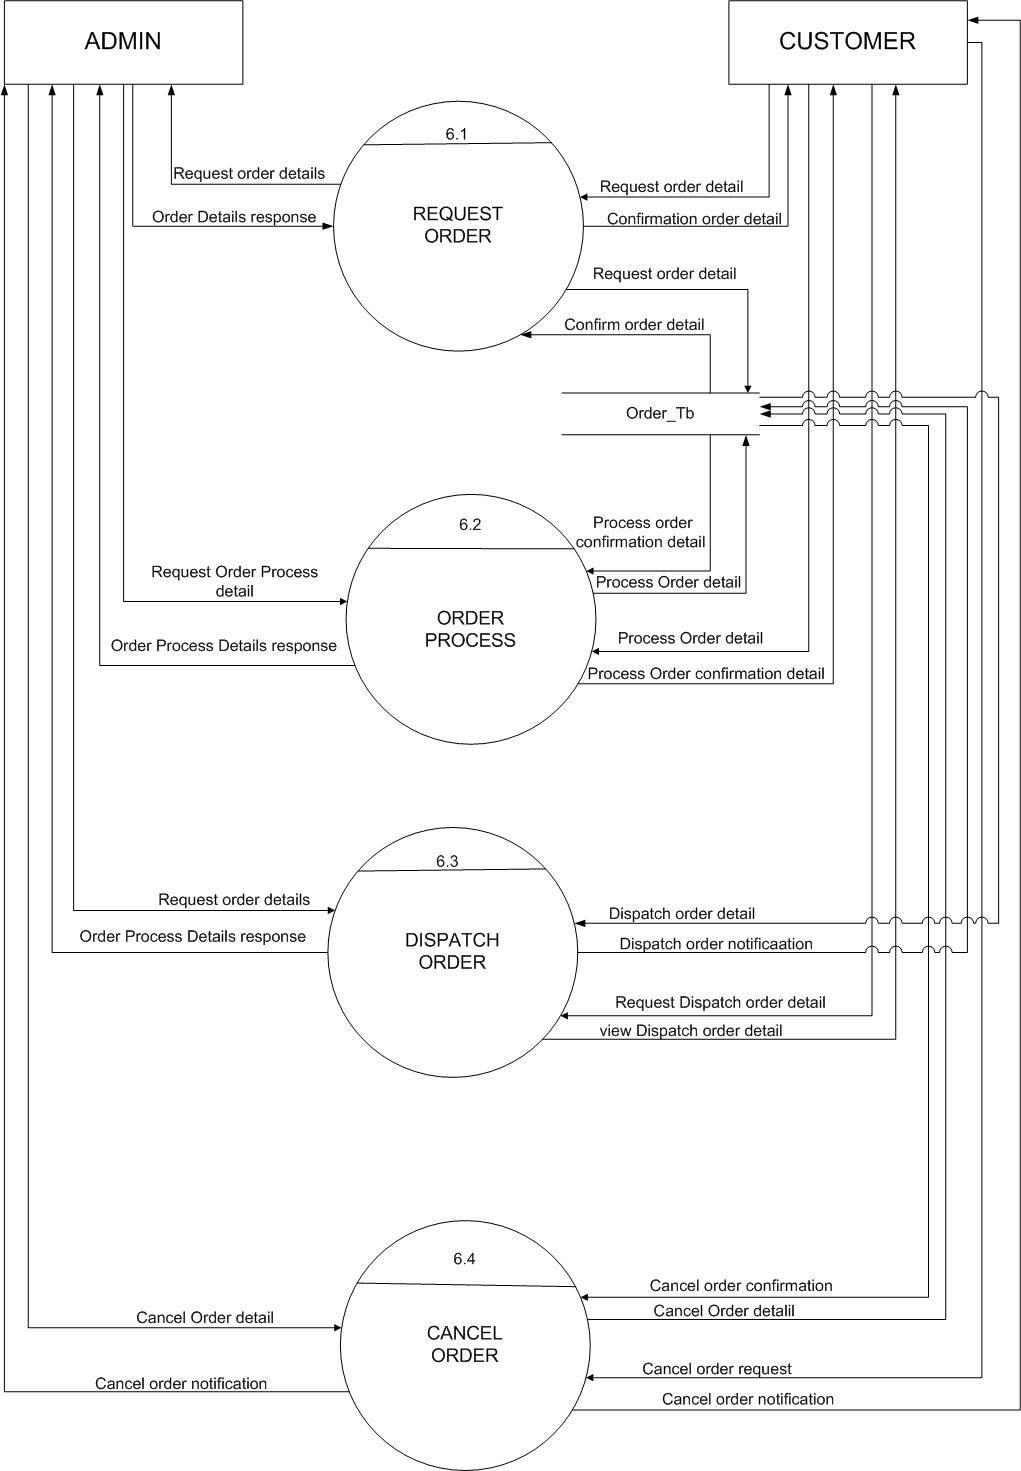 ADMIN
CUSTOMER
6.1
REQUEST
ORDER
Request order details
Order Details response
Request order detail
Confirmation order detail
Request order detail
Confirm order detail
Order_Tb
6.2
ORDER
PROCESS
Process order
confirmation detail
Process Order detail
Request Order Process
detail
Order Process Details response
Process Order detail
Process Order confirmation detail
6.3
DISPATCH
ORDER
Request order details
Order Process Details response
Dispatch order detail
Dispatch order notificaation
Request Dispatch order detail
view Dispatch order detail
6.4
CANCEL
ORDER
Cancel order confirmation
Cancel Order detalil
Cancel Order detail
Cancel order notification
Cancel order request
Cancel order notification